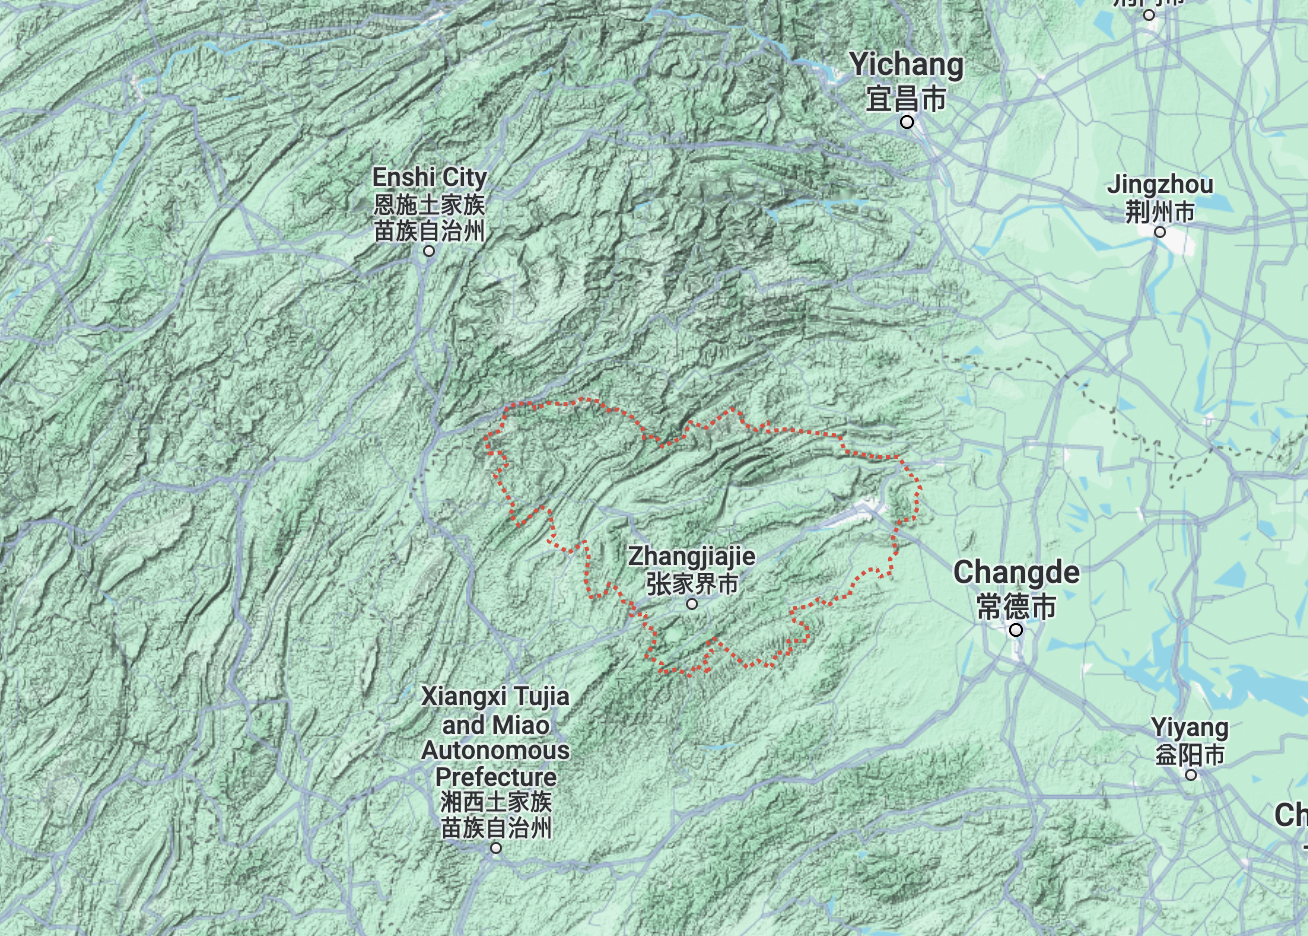 Yichang
宜昌市
Enshi City
恩施土家族
苗族自治州
Jingzhou
荆州市
Zhangjiajie
张家界市
Changde
常德市
Xiangxi Tujia
and Miao
Autonomous
Prefecture
湘西土家族
苗族自治州
Yiyang
益阳市
Ch